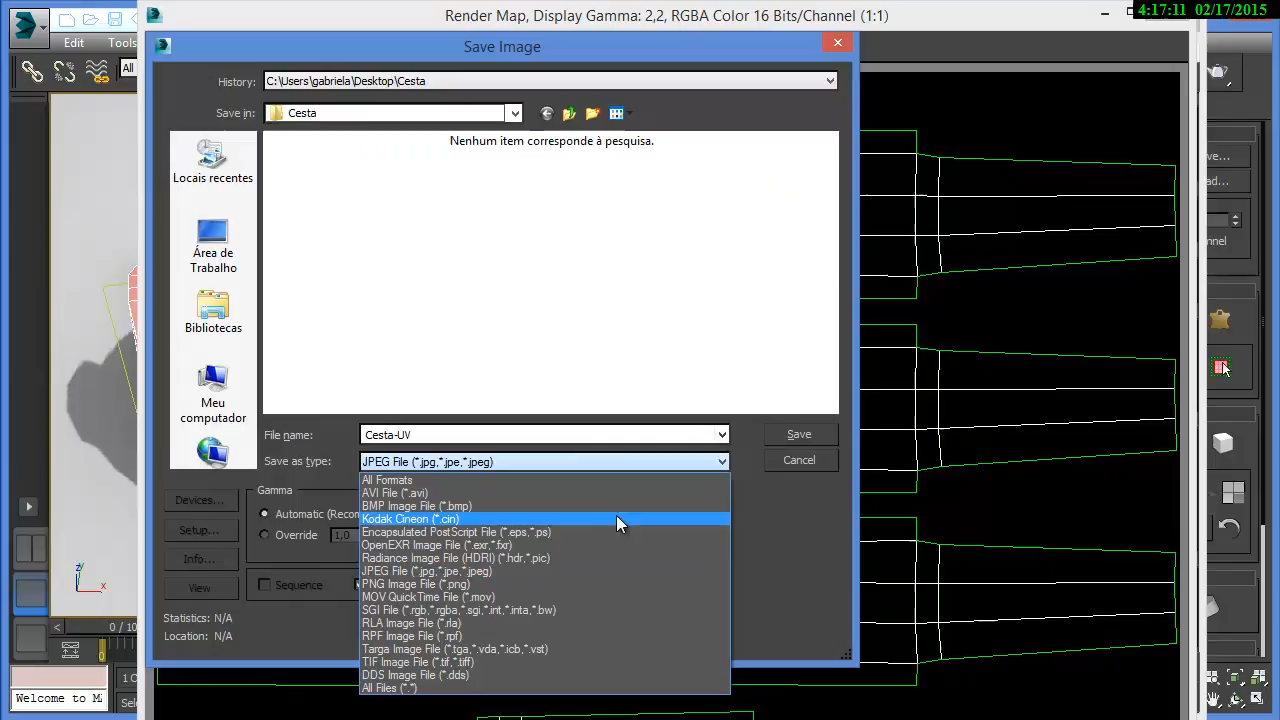 Render Map, Display Gamma: 2,2, RGBA Color 16 Bits/Channel (1:1)
4:17:11 02/17/2015
Edit
Tools
All
Save Image
History:
C:\Users\gabriela\Desktop\Cesta
Save in:
Cesta
Nenhum item corresponde à pesquisa.
Locais recentes
Área de
Trabalho
Bibliotecas
Meu
computador
File name:
Cesta-UV
Save
Save as type:
JPEG File (*.jpg,*.jpe,*.jpeg)
Cancel
All Formats
AVI File (*.avi)
BMP Image File (*.bmp)
Kodak Cineon (*.cin)
Encapsulated PostScript File (*.eps,*.ps)
OpenEXR Image File (*.exr,*.fxr)
Radiance Image File (HDRI) (*.hdr,*.pic)
JPEG File (*.jpg,*.jpe,*.jpeg)
PNG Image File (*.png)
MOV QuickTime File (*.mov)
SGI File (*.rgb,*.rgba,*.sgi,*.int,*.inta,*.bw)
RLA Image File (*.rla)
RPF Image File (*.rpf)
Targa Image File (*.tga,*.vda,*.icb,*.vst)
TIF Image File (*.tif,*.tiff)
DDS Image File (*.dds)
All Files (*.*)
Devices...
Setup...
Info...
View
Gamma
Automatic (Recon
Override
1,0
Sequence
Statistics: N/A
Location: N/A
ve...
ad...
nnel
z
y
x
0 / 10
Welcome to M
1 O
Sele